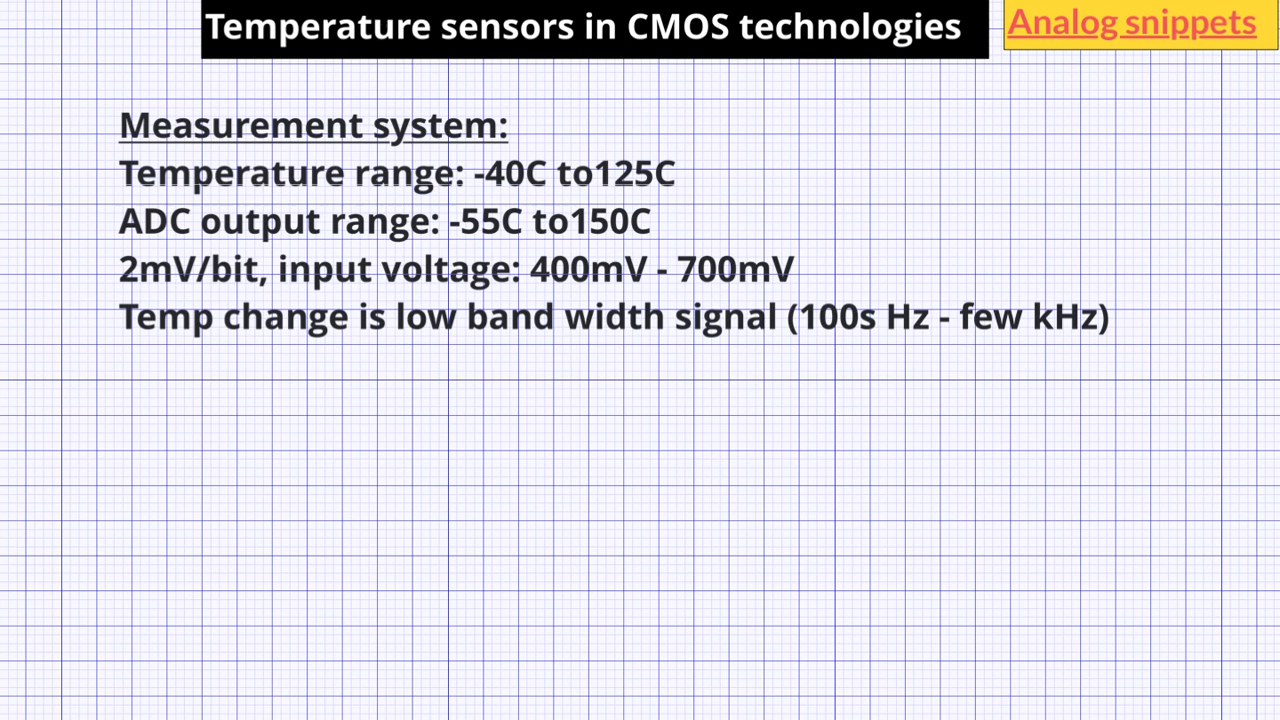 Temperature sensors in CMOS technologies
Analog snippets
Measurement system:
Temperature range: -40C to125C
ADC output range: -55C to150C
2mV/bit, input voltage: 400mV - 700mV
Temp change is low band width signal (100s Hz - few kHz)